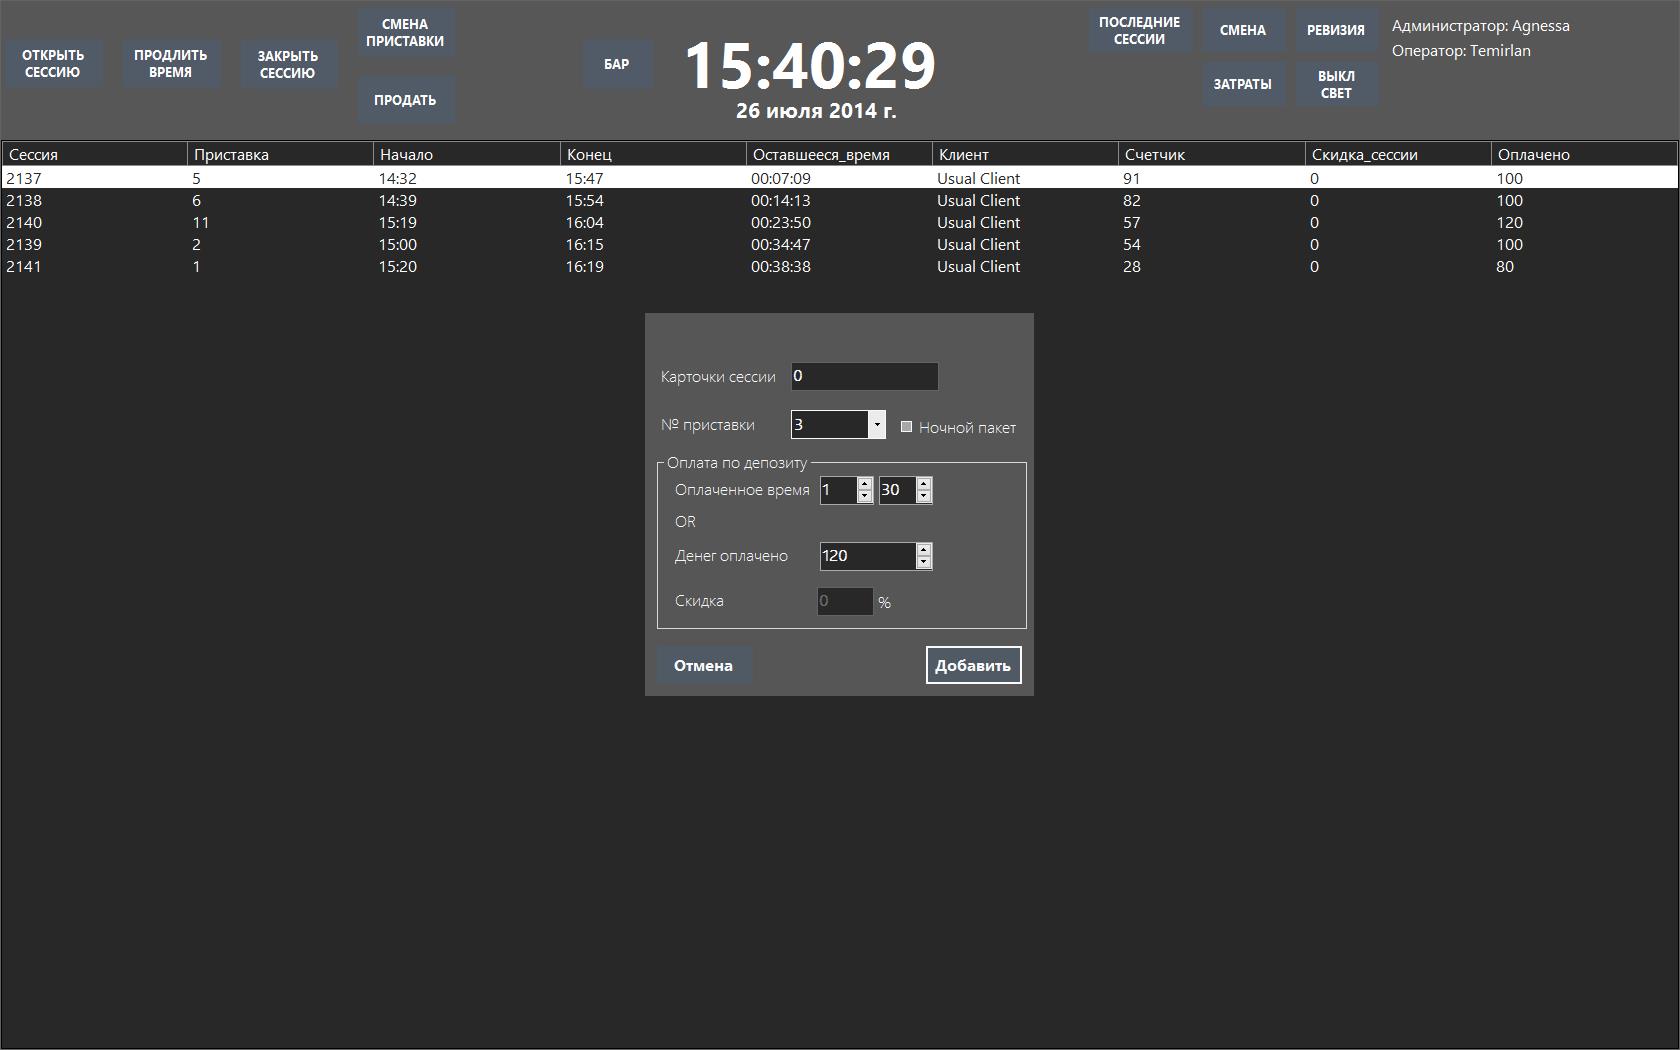 ОТКРЫТЬ
СЕССИЮ
ПРОДЛИТЬ
ВРЕМЯ
ЗАКРЫТЬ
СЕССИЮ
СМЕНА
ПРИСТАВКИ
ПРОДАТЬ
БАР
15:40:29
26 июля 2014 г.
ПОСЛЕДНИЕ
СЕССИИ
СМЕНА
РЕВИЗИЯ
ЗАТРАТЫ
ВЫКЛ
СВЕТ
Администратор: Agnessa
Оператор: Temirlan
Сессия Приставка Начало Конец Оставшееся_время Клиент Счетчик Скидка_сессии Оплачено
2137 5 14:32 15:47 00:07:09 Usual Client 91 0 100
2138 6 14:39 15:54 00:14:13 Usual Client 82 0 100
2140 11 15:19 16:04 00:23:50 Usual Client 57 0 120
2139 2 15:00 16:15 00:34:47 Usual Client 54 0 100
2141 1 15:20 16:19 00:38:38 Usual Client 28 0 80
Карточки сессии 0
№ приставки 3 Ночной пакет
Оплата по депозиту
Оплаченное время 1 30
OR
Денег оплачено 120
Скидка 0 %
Отмена Добавить